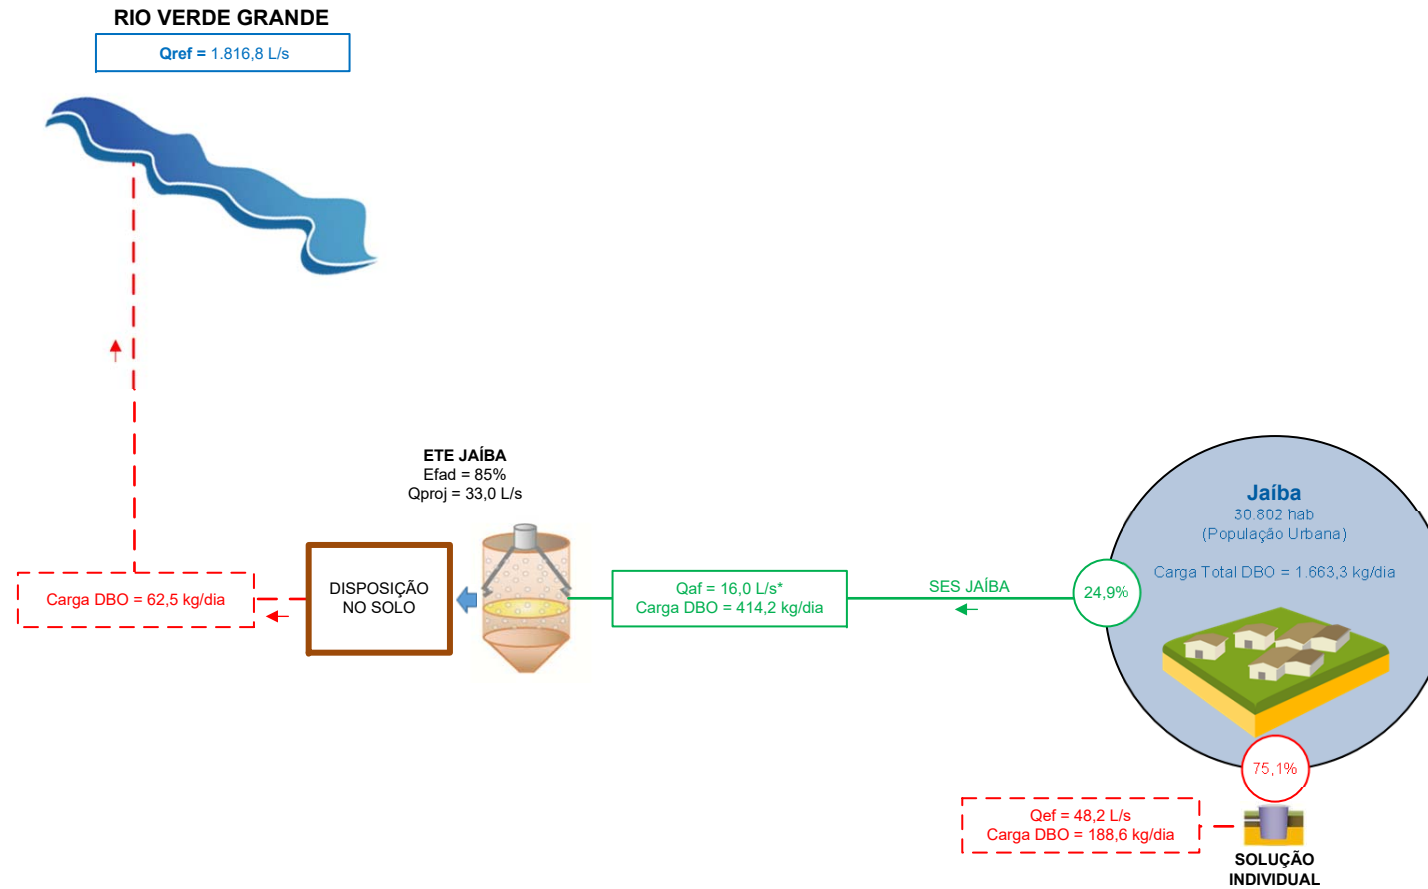 RIO VERDE GRANDE
Qref = 1.816,8 L/s
ETE JAÍBA
Efad = 85%
Qproj = 33,0 L/s
Jaíba
30.802 hab
(População Urbana)
Carga Total DBO = 1.663,3 kg/dia
Carga DBO = 62,5 kg/dia
DISPOSIÇÃO
NO SOLO
Qaf = 16,0 L/s*
Carga DBO = 414,2 kg/dia
SES JAÍBA
24,9%
75,1%
Qef = 48,2 L/s
Carga DBO = 188,6 kg/dia
SOLUÇÃO
INDIVIDUAL